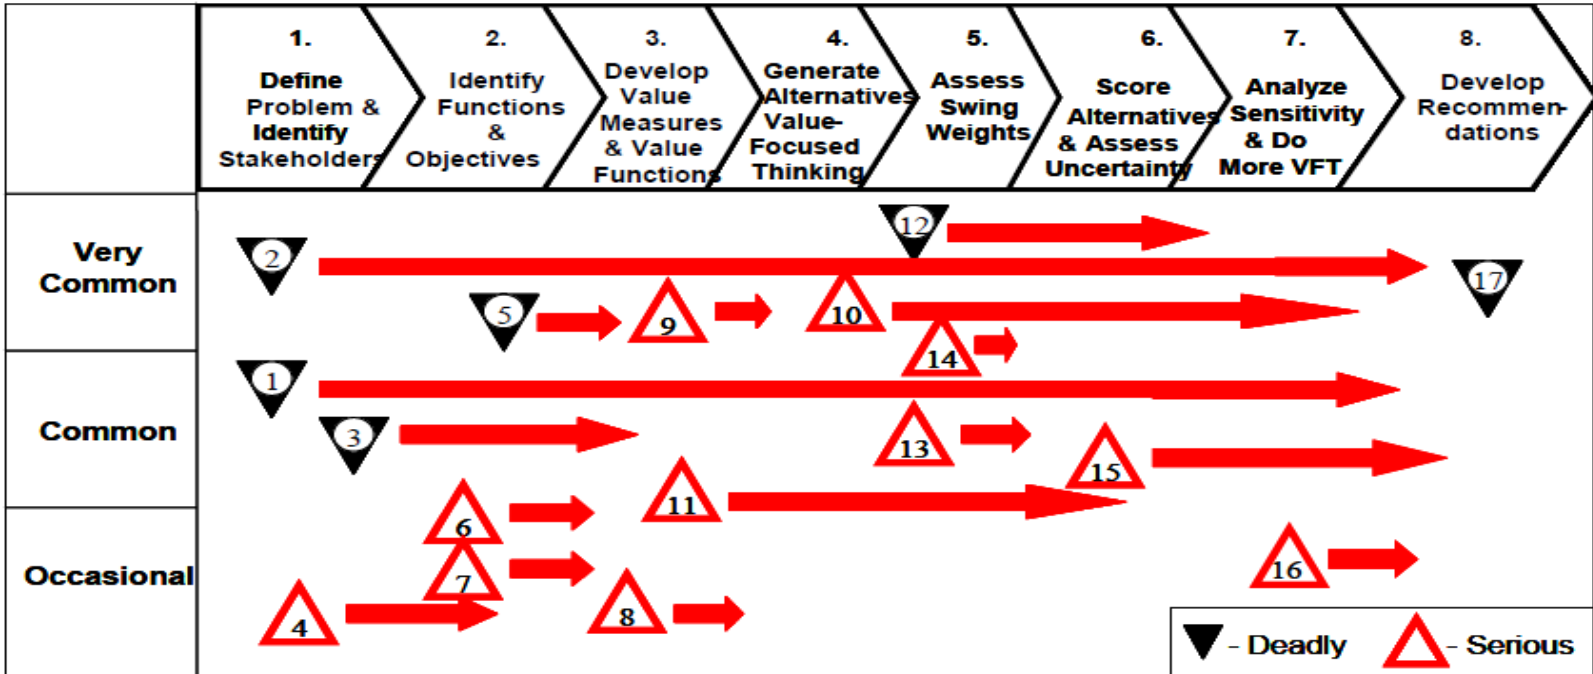 1.
Define
Problem &
Identify
Stakeholders
2.
Identify
Functions
&
Objectives
3.
Develop
Value
Measures
& Value
Functions
4.
Generate
Alternatives
Value-
Focused
Thinking
5.
Assess
Swing
Weights
6.
Score
Alternatives
& Assess
Uncertainty
7.
Analyze
Sensitivity
& Do
More VFT
8.
Develop
Recommen-
dations
Very
Common
2
12
17
5
9
10
14
Common
1
3
13
15
11
6
Occasional
7
16
4
8
- Deadly
- Serious